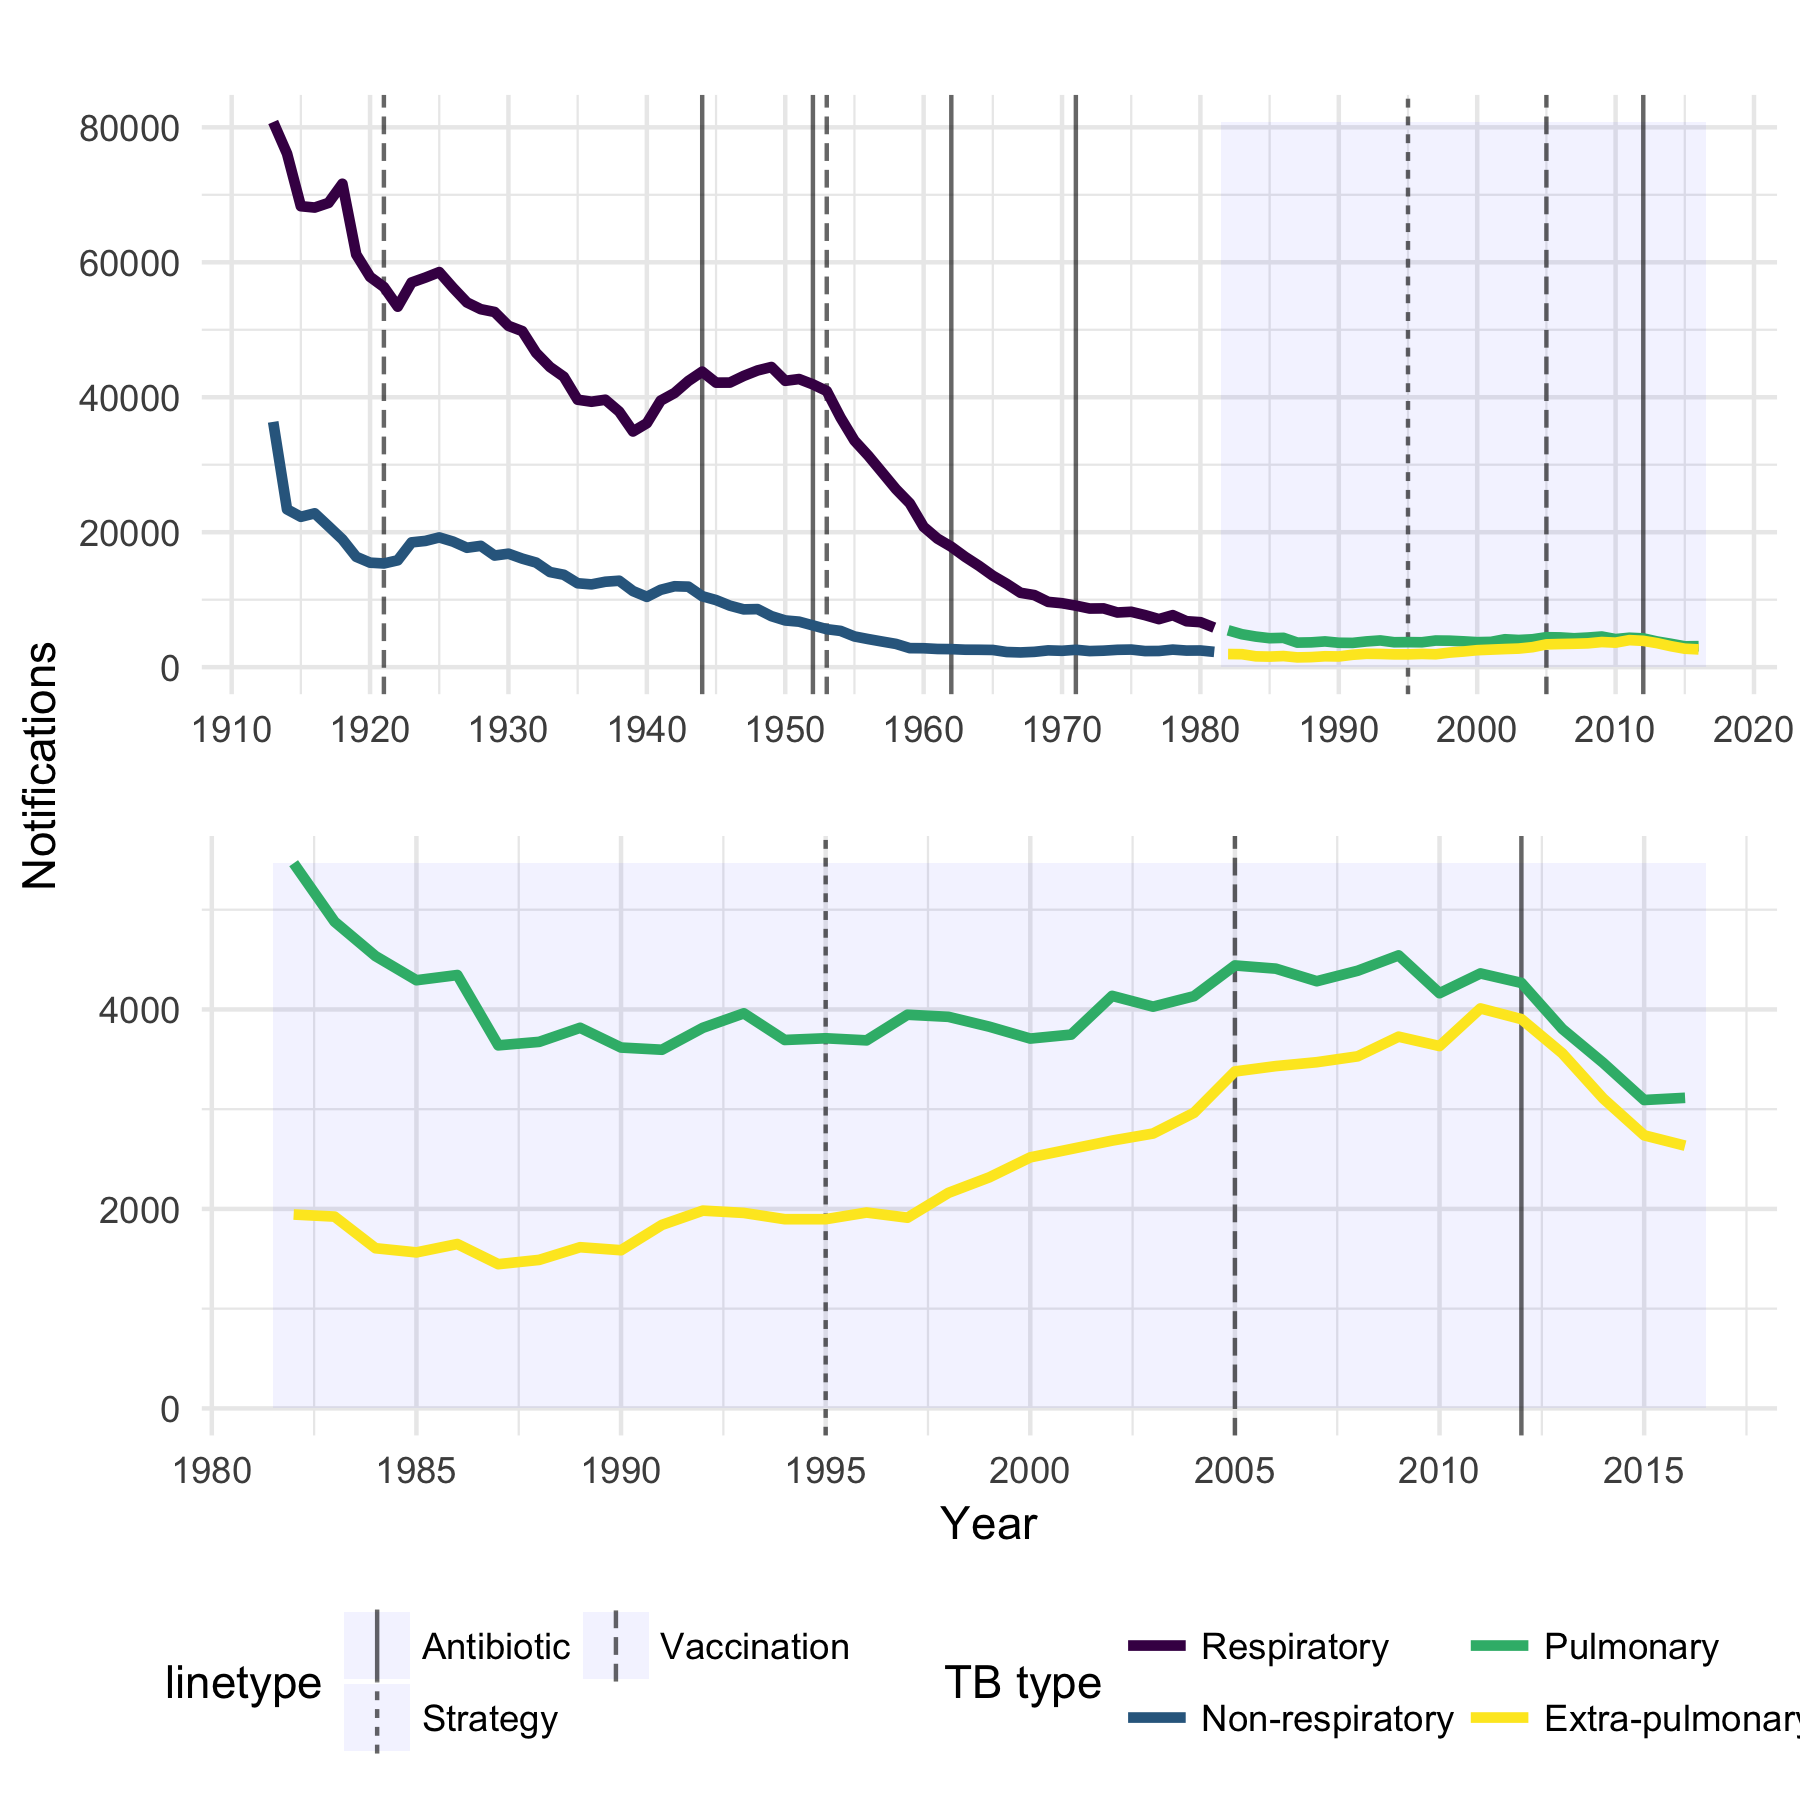 80000
60000
40000
20000
0
1910 1920 1930 1940 1950 1960 1970 1980 1990 2000 2010 2020
Notifications
4000
2000
0
1980 1985 1990 1995 2000 2005 2010 2015
Year
linetype
Antibiotic Vaccination
Strategy
TB type
Respiratory Pulmonary
Non-respiratory Extra-pulmonary